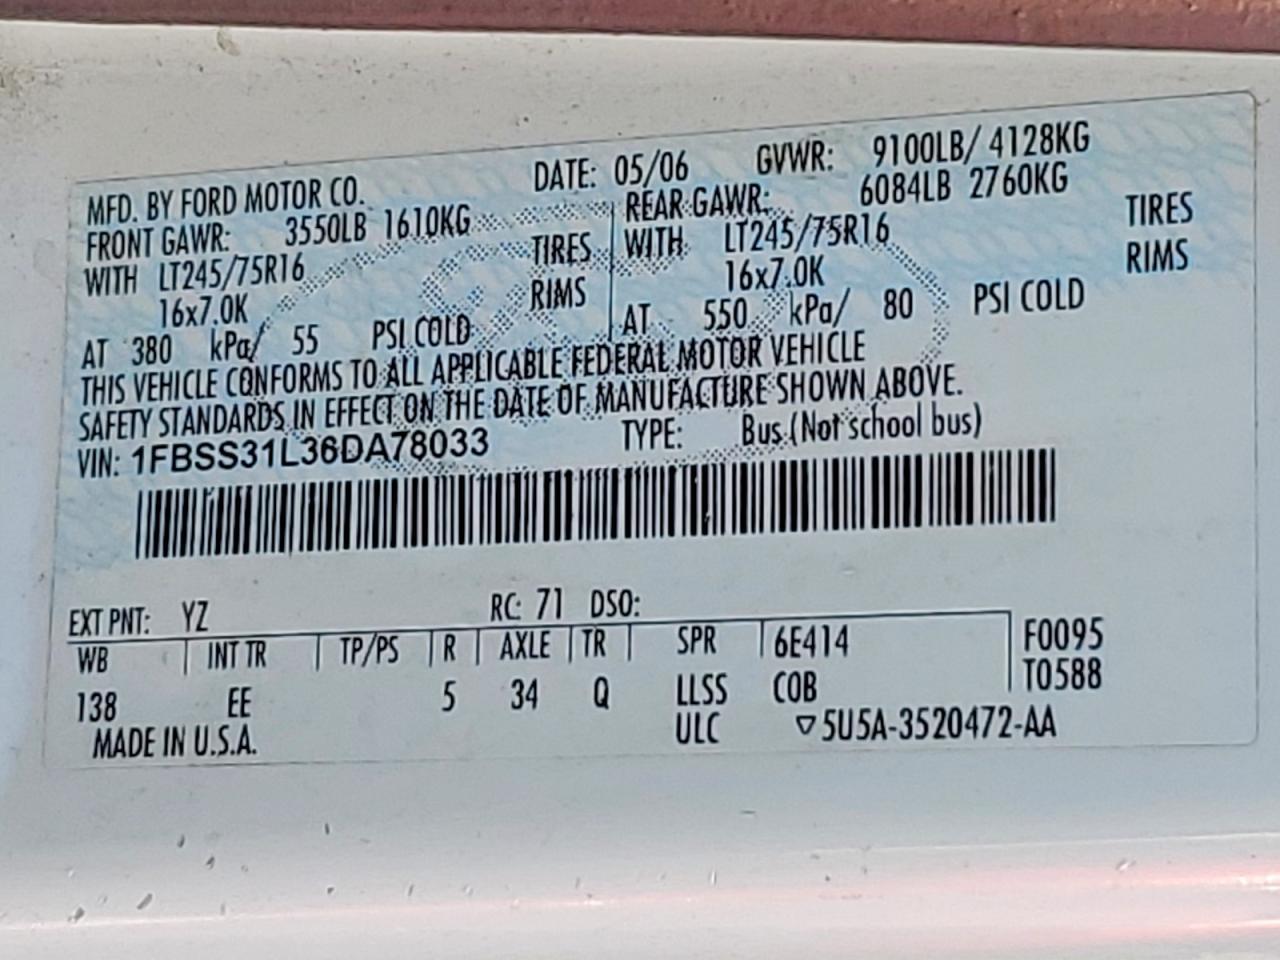 MFD. BY FORD MOTOR CO. DATE: 05/06 GVWR: 9100LB/ 4128KG
FRONT GAWR: 3550LB 1610KG REAR GAWR: 6084LB 2760KG
WITH LT245/75R16 TIRES WITH LT245/75R16 TIRES
16x7.0K RIMS 16x7.0K RIMS
AT 380 kPa/ 55 PSI COLD AT 550 kPa/ 80 PSI COLD
THIS VEHICLE CONFORMS TO ALL APPLICABLE FEDERAL MOTOR VEHICLE
SAFETY STANDARDS IN EFFECT ON THE DATE OF MANUFACTURE SHOWN ABOVE.
VIN: 1FBSS31L36DA78033 TYPE: Bus (Not school bus)
EXT PNT: YZ RC: 71 DSO:
WB INT TR TP/PS R AXLE TR SPR 6E414 F0095
138 EE 5 34 Q LLSS COB T0588
MADE IN U.S.A. ULC ▽5U5A-3520472-AA